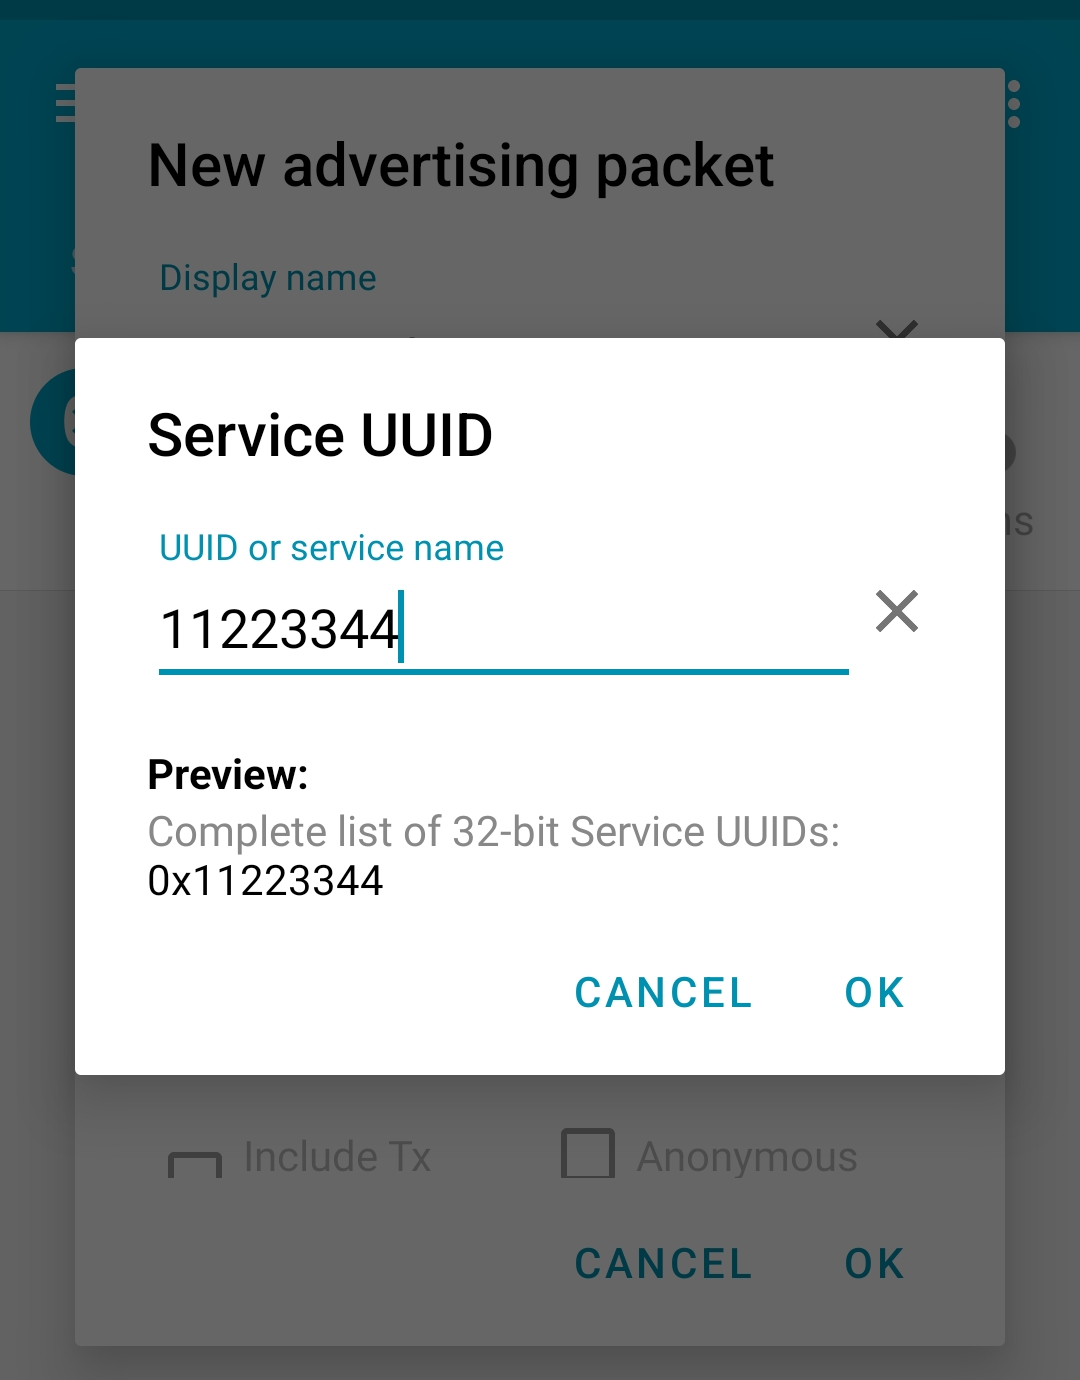 New advertising packet
Display name
Service UUID
UUID or service name
11223344
Preview:
Complete list of 32-bit Service UUIDs:
0x11223344
CANCEL OK
Include Tx Anonymous
CANCEL OK